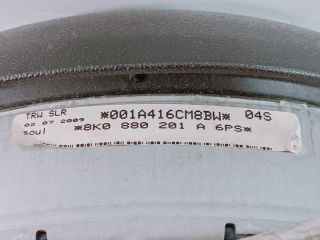 TRW SLR *001A416CM8BW* 04S
02 07 2009
soul *8K0 880 201 A 6PS*